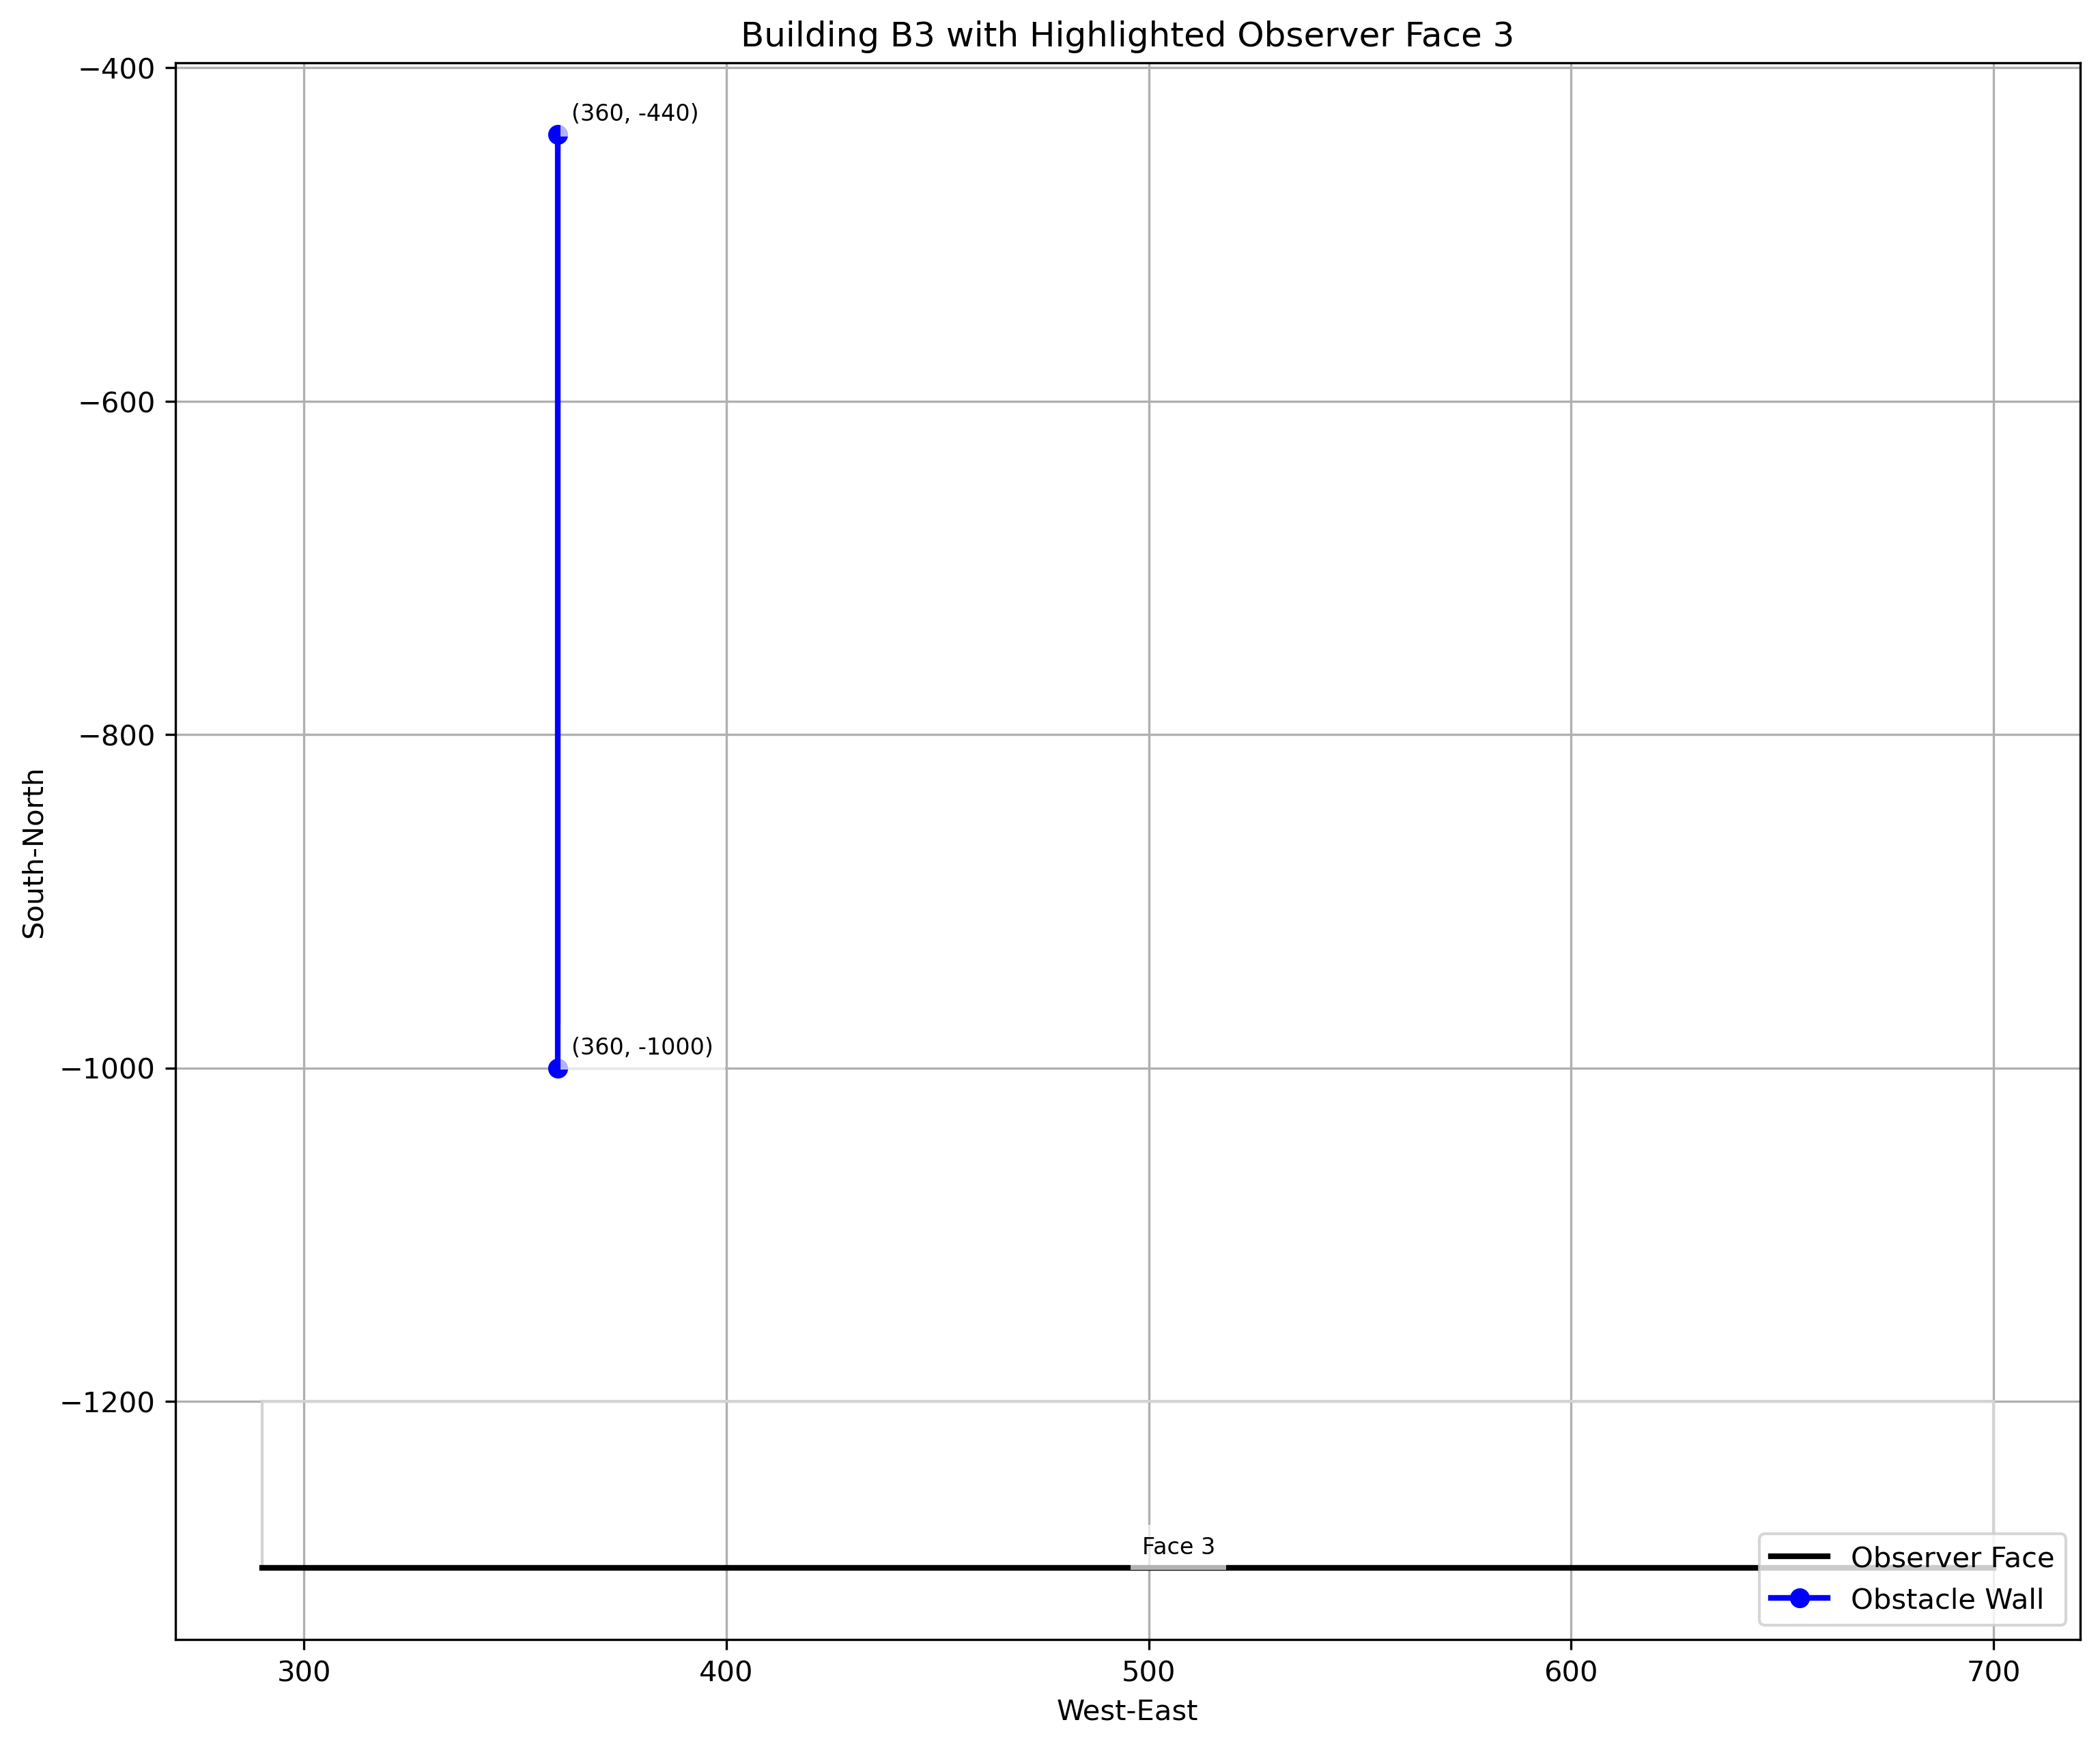 Building B3 with Highlighted Observer Face 3
−400
(360, -440)
−600
−800
South-North
(360, -1000)
−1000
−1200
Face 3
Observer Face
Obstacle Wall
300 400 500 600 700
West-East